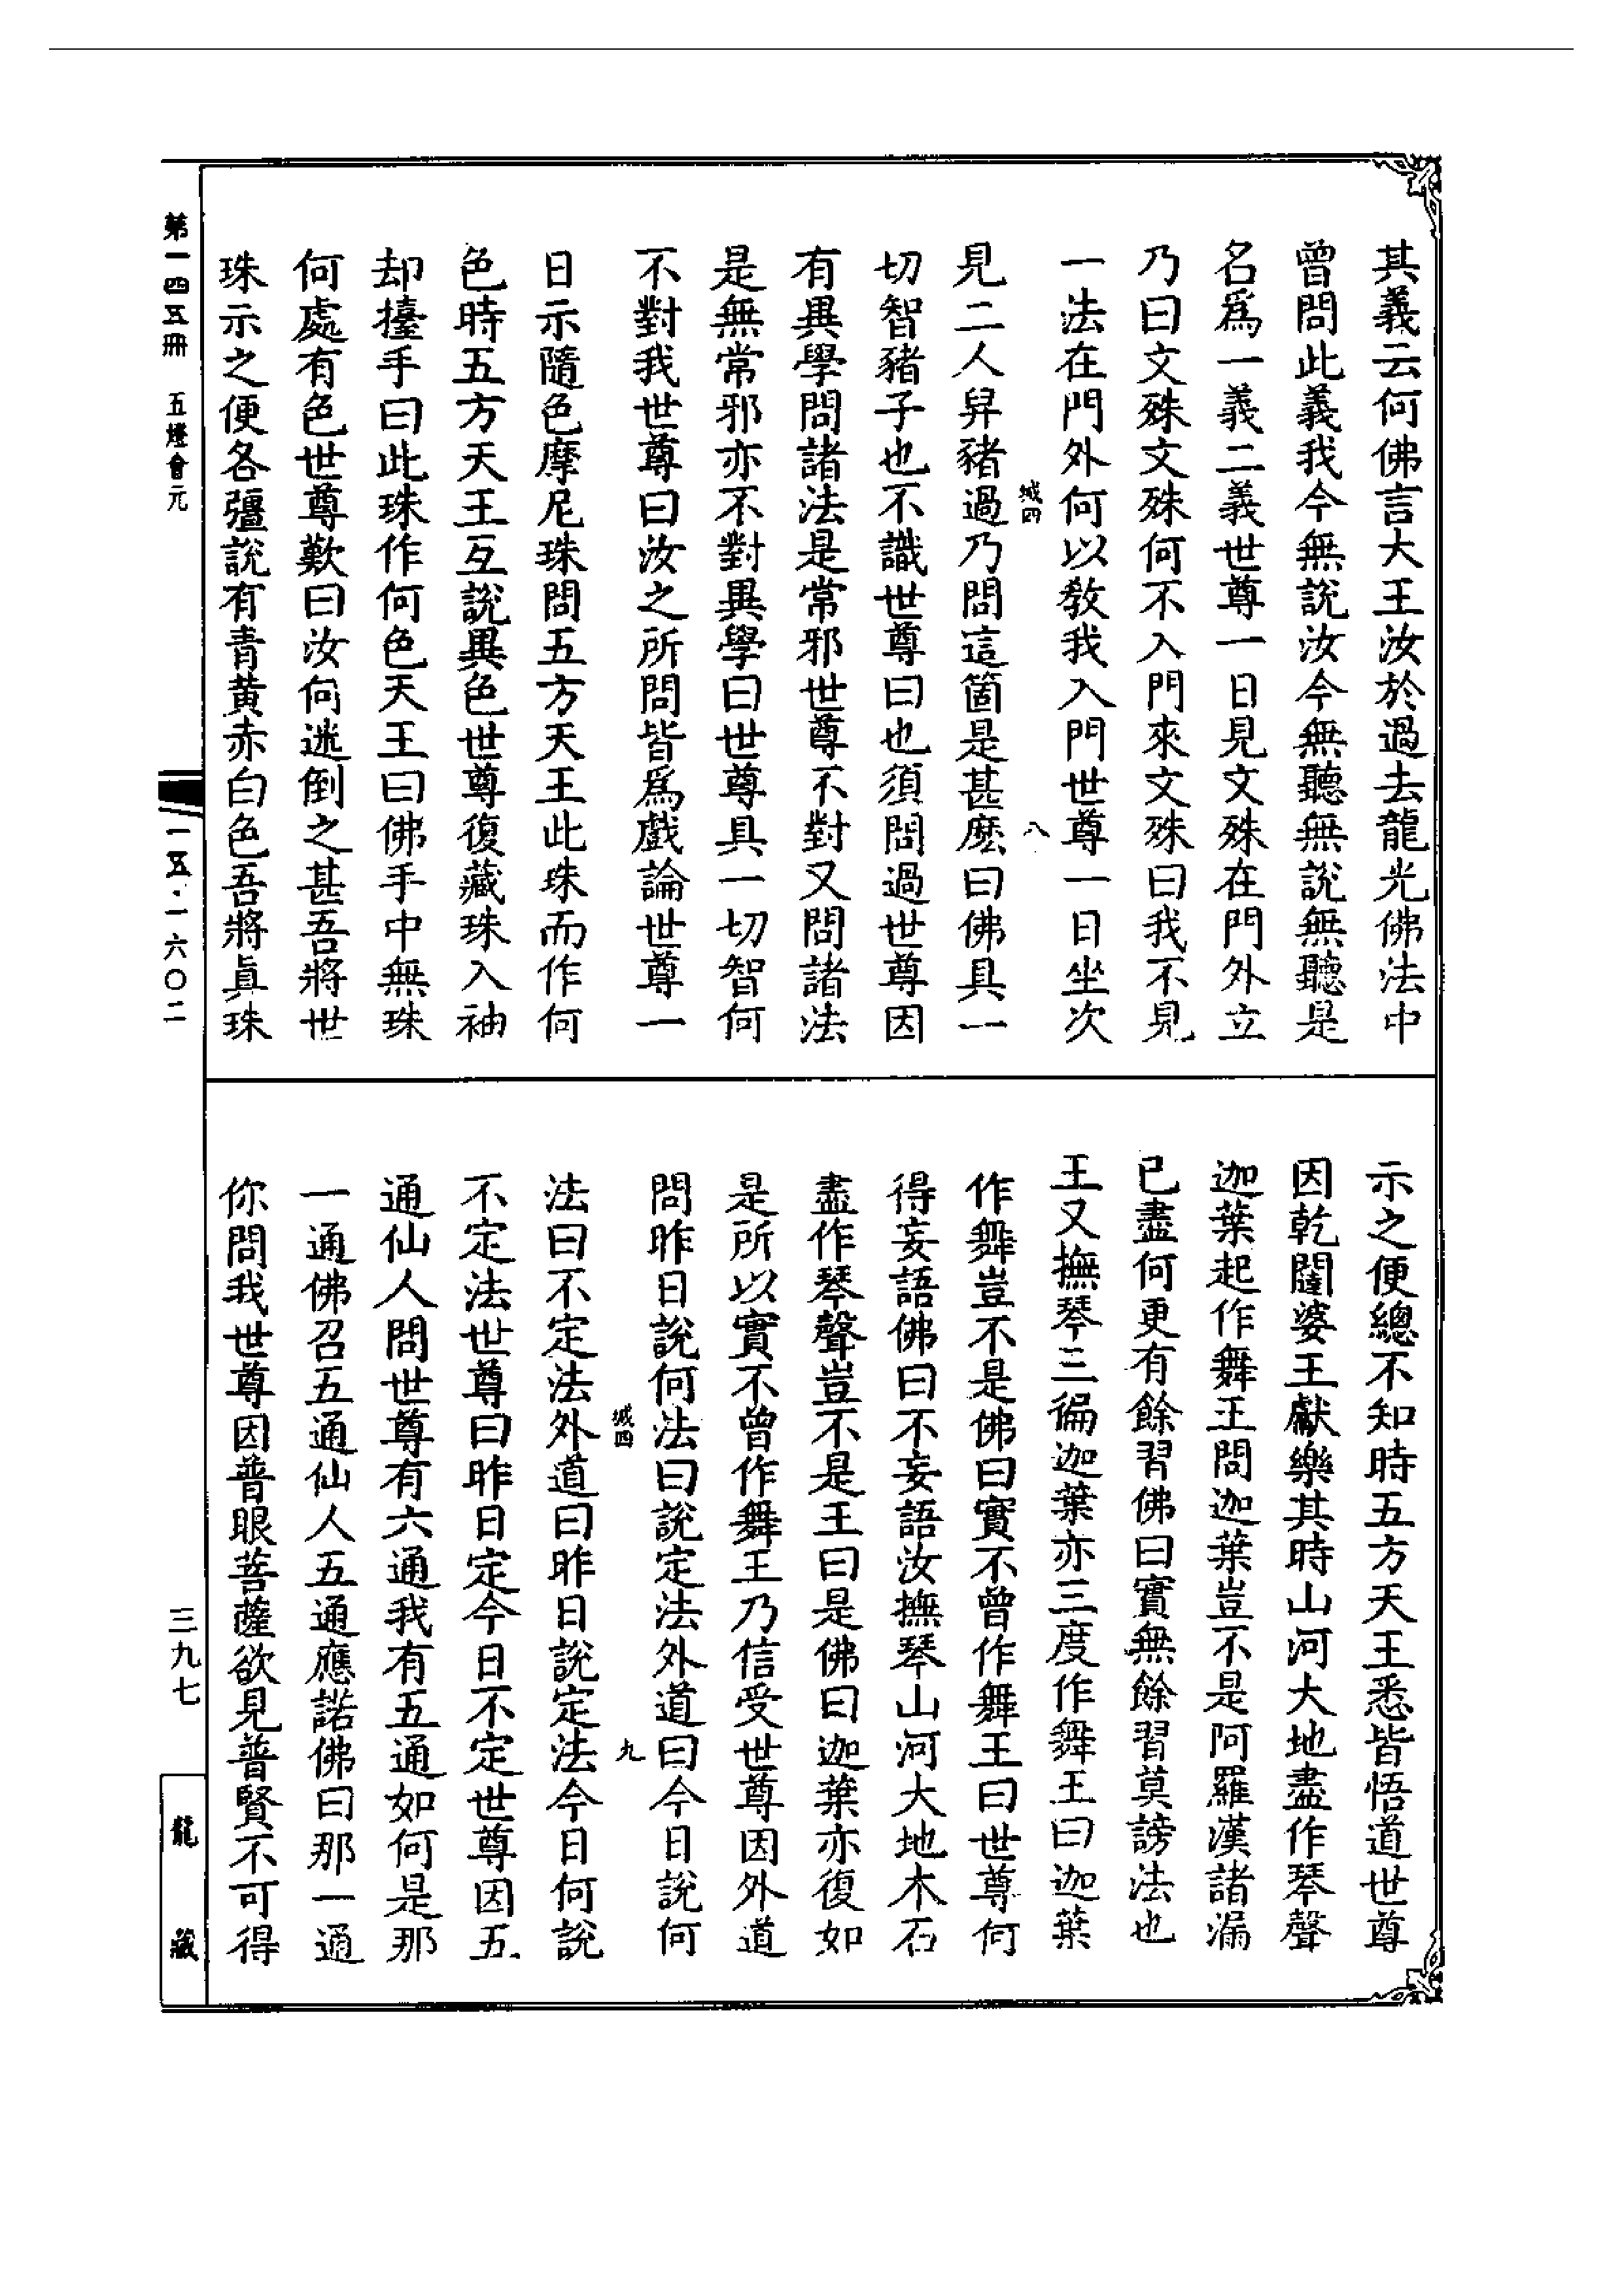 其義云何佛言大王汝於過去龍光佛法中
曾問此義我今無說汝今無聽無說無聽是
名爲一義二義世尊一日見文殊在門外立
乃曰文殊文殊何不入門來文殊曰我不見
一法在門外何以教我入門世尊一日坐次
緘四 八
見二人舁豬過乃問這箇是甚麽曰佛具一
切智豬子也不識世尊曰也須問過世尊因
有異學問諸法是常邪世尊不對又問諸法
是無常邪亦不對異學曰世尊具一切智何
不對我世尊曰汝之所問皆爲戲論世尊一
日示隨色摩尼珠問五方天王此珠而作何
色時五方天王互說異色世尊復藏珠入袖
却擡手曰此珠作何色天王曰佛手中無珠
何處有色世尊歎曰汝何迷倒之甚吾將世
珠示之便各彊說有青黄赤白色吾將眞珠
示之便總不知時五方天王悉皆悟道世尊
因乾闥婆王獻樂其時山河大地盡作琴聲
迦葉起作舞王問迦葉豈不是阿羅漢諸漏
已盡何更有餘習佛曰實無餘習莫謗法也
王又撫琴三徧迦葉亦三度作舞王曰迦葉
作舞豈不是佛曰實不曾作舞王曰世尊何
得妄語佛曰不妄語汝撫琴山河大地木石
盡作琴聲豈不是王曰是佛曰迦葉亦復如
是所以實不曾作舞王乃信受世尊因外道
問昨日說何法曰說定法外道曰今日說何
緘四 九
法曰不定法外道曰昨日說定法今日何說
不定法世尊曰昨日定今日不定世尊因五
通仙人問世尊有六通我有五通如何是那
一通佛召五通仙人五通應諾佛曰那一通
你問我世尊因普眼菩薩欲見普賢不可得
第一四五冊 五燈會元
一五·一六〇二
三九七
龍藏